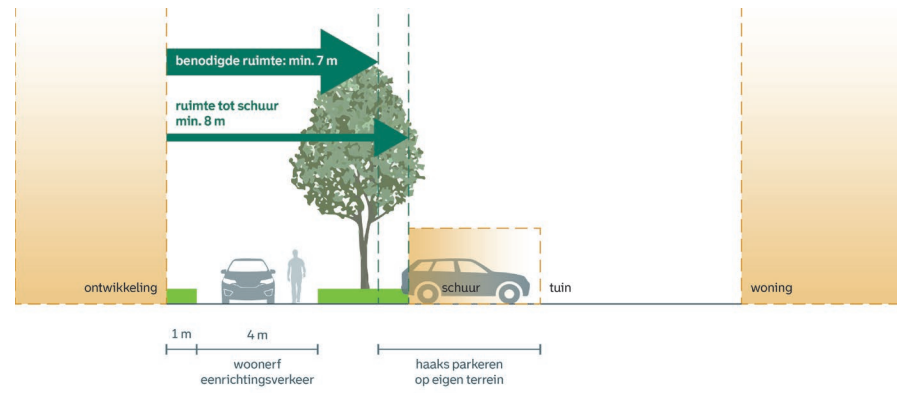 benodigde ruimte: min. 7 m
ruimte tot schuur
min. 8 m
ontwikkeling
schuur
tuin
woning
1 m
4 m
woonerf
eenrichtingsverkeer
haaks parkeren
op eigen terrein